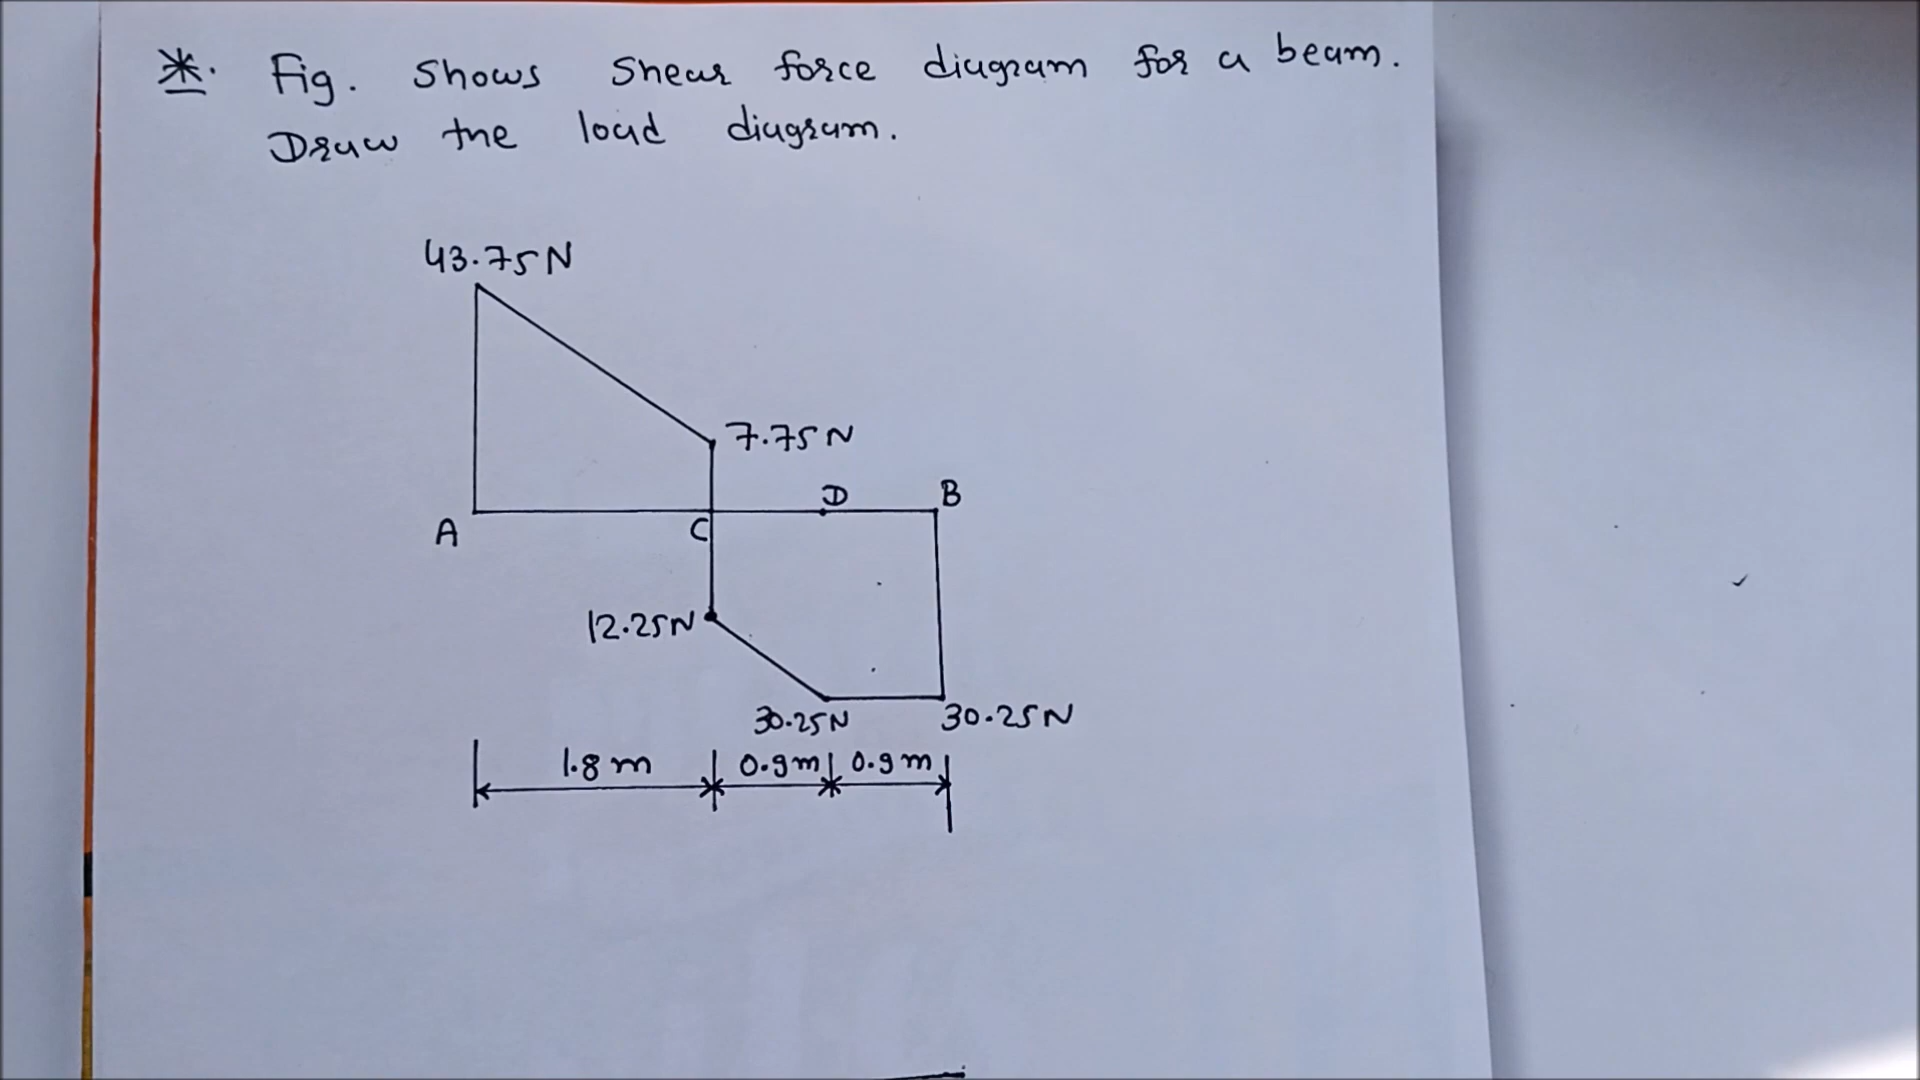 *. Fig. shows Shear force diagram for a beam.
Draw the load diagram.
43.75N
7.75N
D B
A C
12.25N
30.25N 30.25N
1.8m 0.9m 0.9m